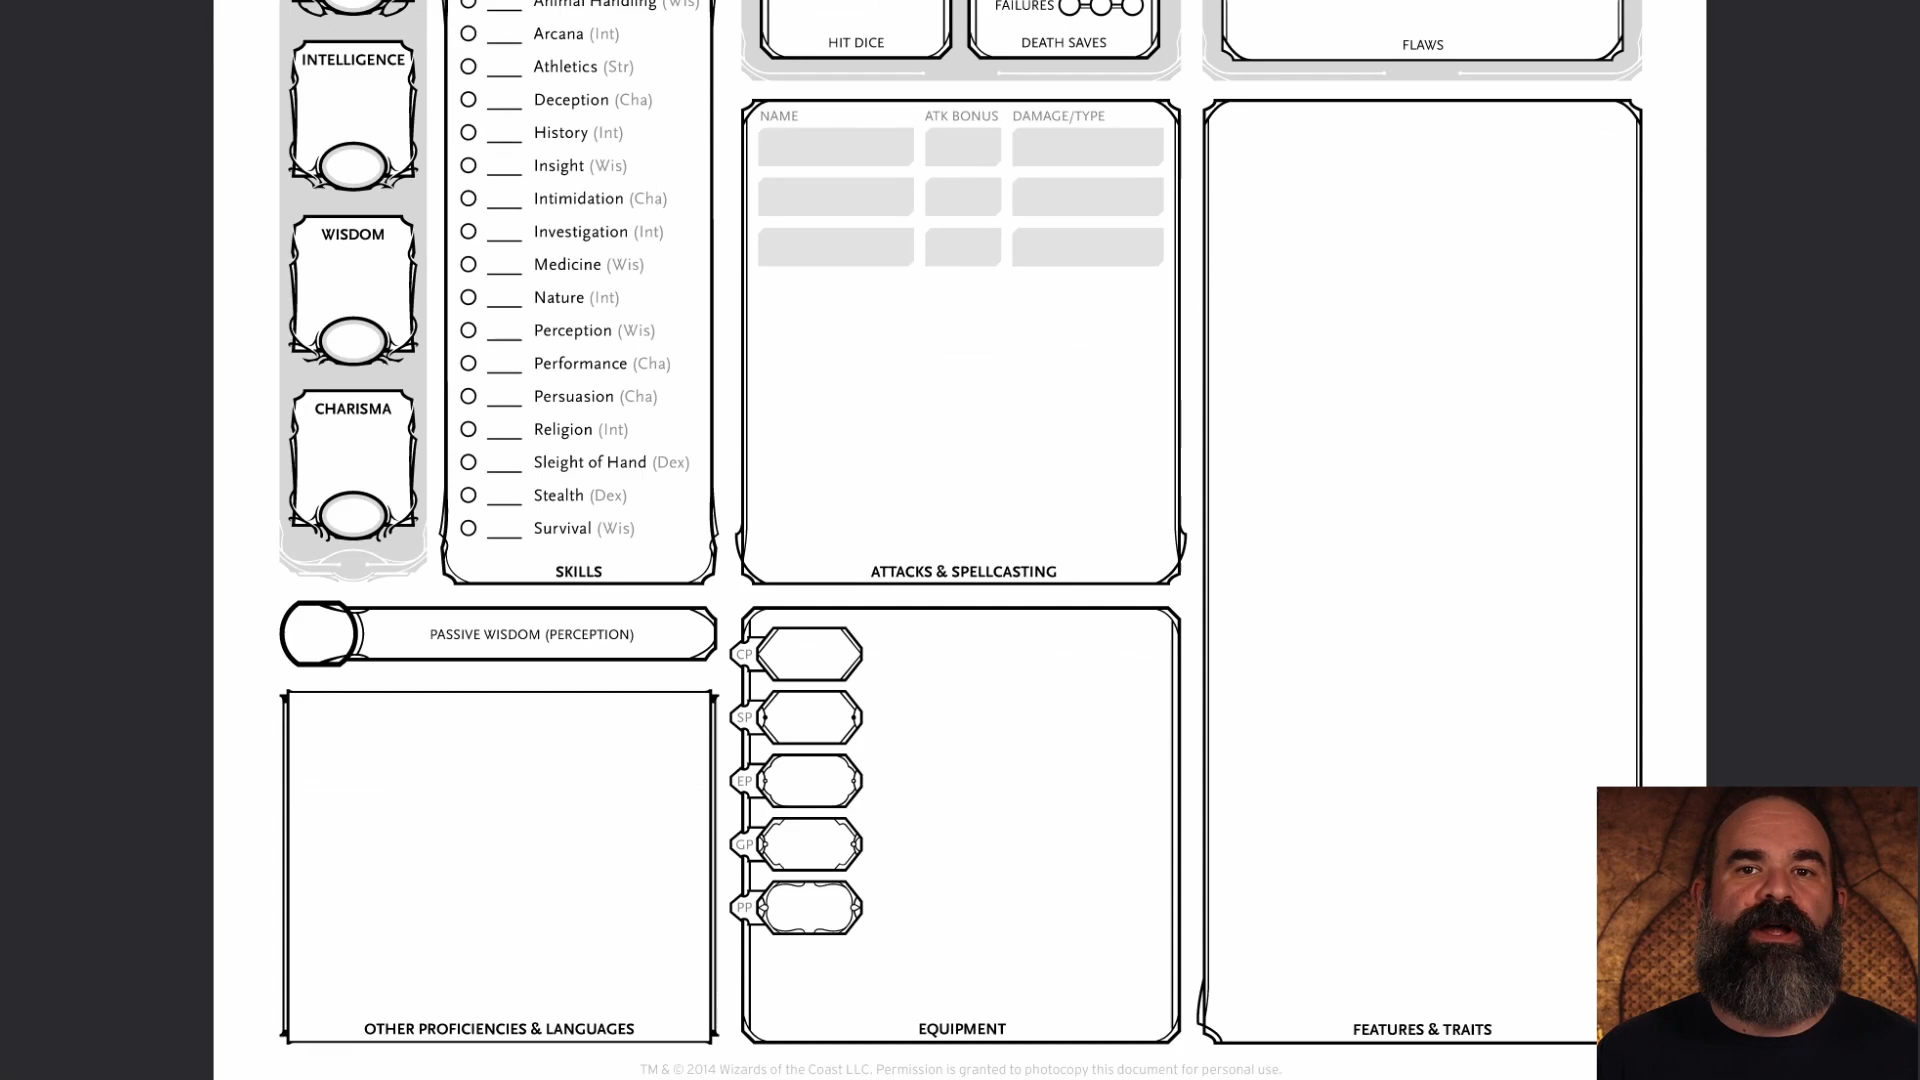 INTELLIGENCE
WISDOM
CHARISMA
Animal Handling (Wis)
Arcana (Int)
Athletics (Str)
Deception (Cha)
History (Int)
Insight (Wis)
Intimidation (Cha)
Investigation (Int)
Medicine (Wis)
Nature (Int)
Perception (Wis)
Performance (Cha)
Persuasion (Cha)
Religion (Int)
Sleight of Hand (Dex)
Stealth (Dex)
Survival (Wis)
SKILLS
PASSIVE WISDOM (PERCEPTION)
OTHER PROFICIENCIES & LANGUAGES
HIT DICE
FAILURES
DEATH SAVES
NAME ATK BONUS DAMAGE/TYPE
ATTACKS & SPELLCASTING
CP
SP
EP
GP
PP
EQUIPMENT
FLAWS
FEATURES & TRAITS
TM & © 2014 Wizards of the Coast LLC. Permission is granted to photocopy this document for personal use.